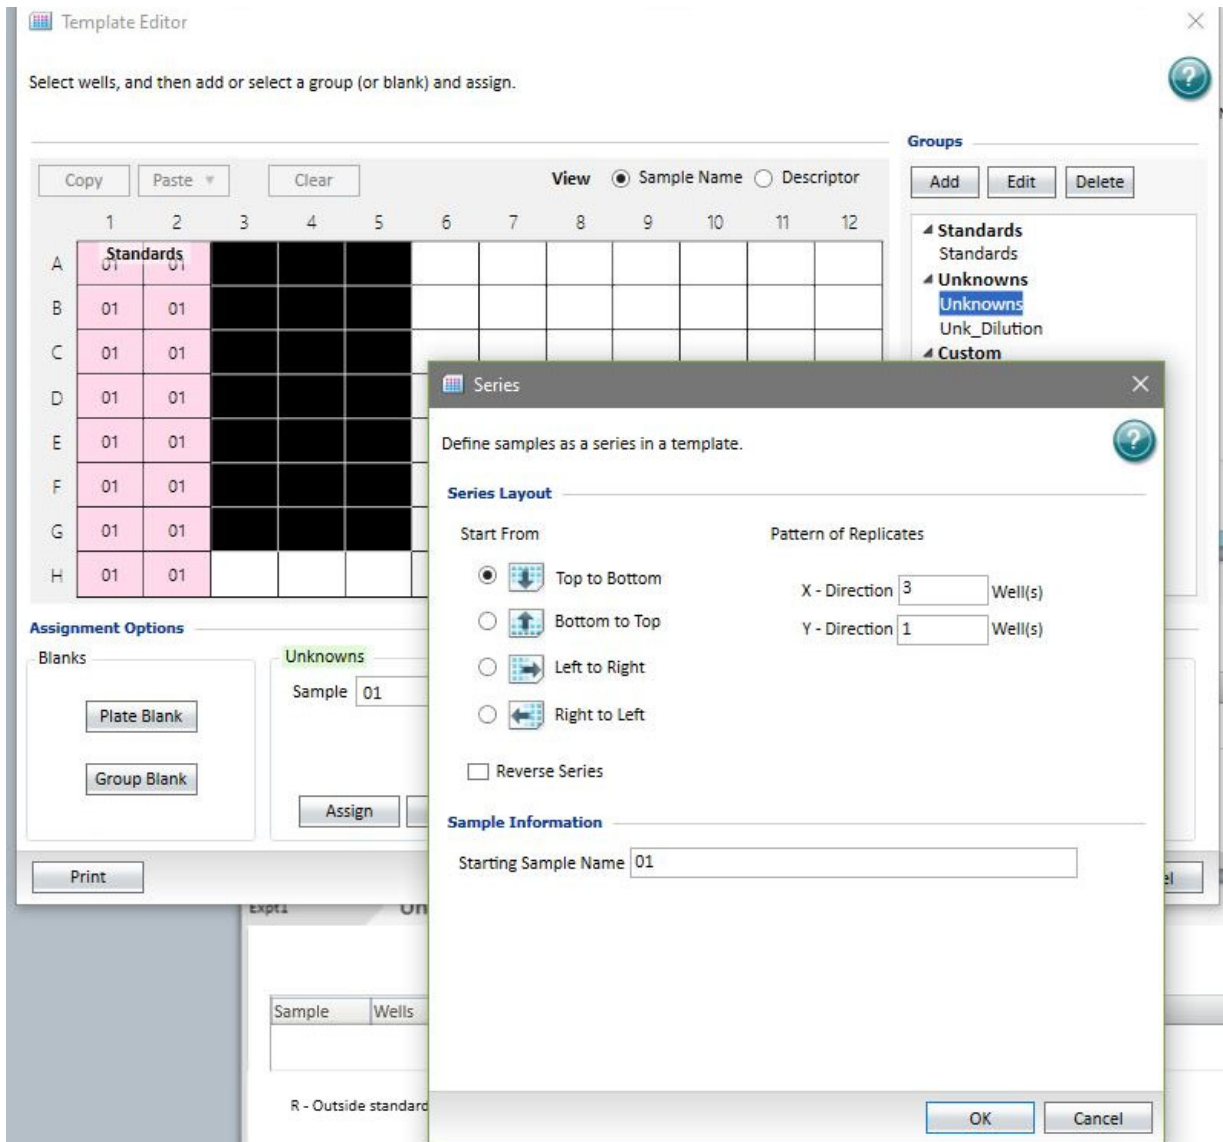 Template Editor
Select wells, and then add or select a group (or blank) and assign.
Groups
Copy Paste Clear View Sample Name Descriptor
Add Edit Delete
1 2 3 4 5 6 7 8 9 10 11 12
Standards
A 01 01
B 01 01
C 01 01
D 01 01
E 01 01
F 01 01
G 01 01
H 01 01
Standards
Standards
Unknowns
Unknowns
Unk_Dilution
Custom
Assignment Options
Blanks
Plate Blank
Group Blank
Unknowns
Sample 01
Assign
Print
Series
Define samples as a series in a template.
Series Layout
Start From
Top to Bottom
Bottom to Top
Left to Right
Right to Left
Reverse Series
Pattern of Replicates
X - Direction 3 Well(s)
Y - Direction 1 Well(s)
Sample Information
Starting Sample Name 01
OK Cancel
el
Expt1 Un
Sample Wells
R - Outside standard